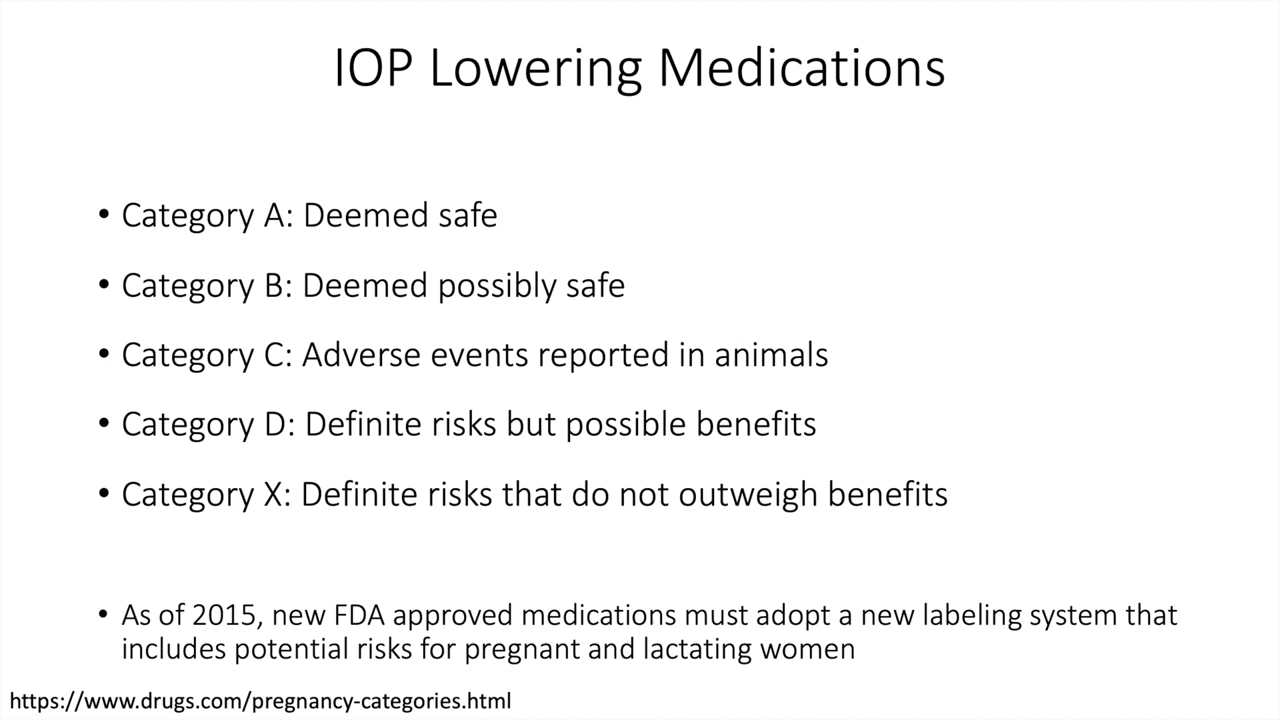 IOP Lowering Medications
• Category A: Deemed safe
• Category B: Deemed possibly safe
• Category C: Adverse events reported in animals
• Category D: Definite risks but possible benefits
• Category X: Definite risks that do not outweigh benefits
• As of 2015, new FDA approved medications must adopt a new labeling system that
includes potential risks for pregnant and lactating women
https://www.drugs.com/pregnancy-categories.html